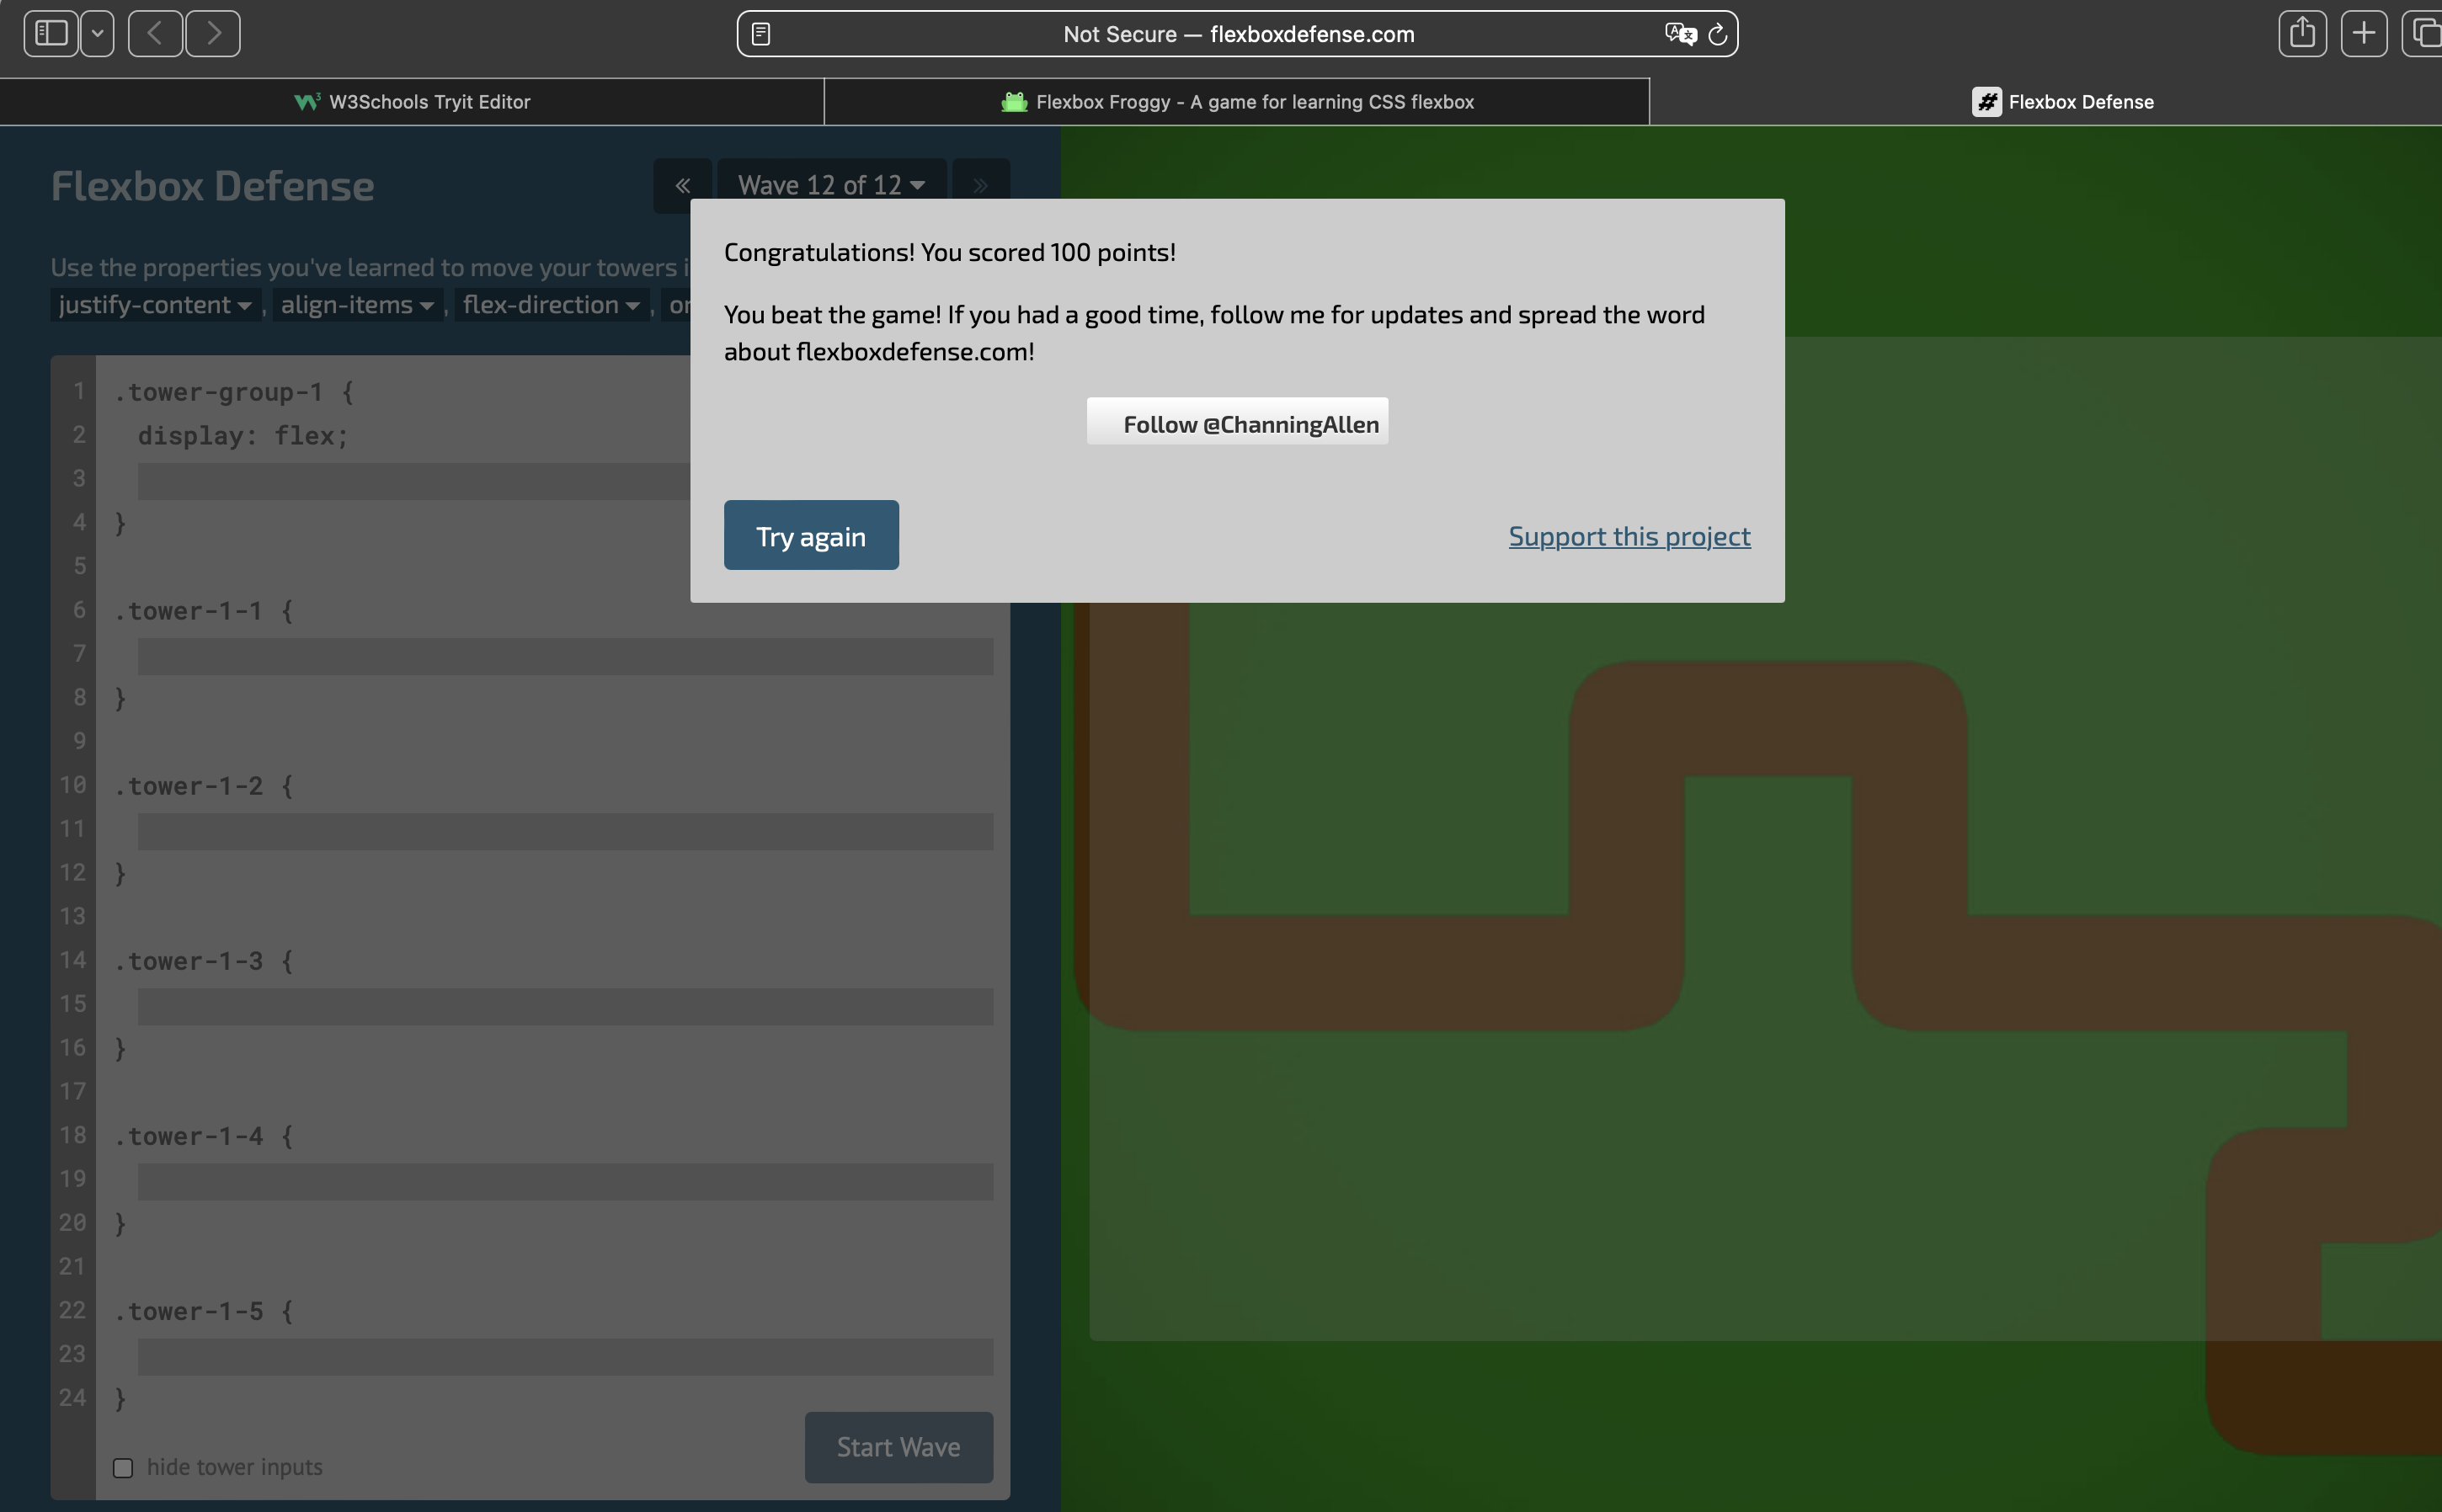 Not Secure — flexboxdefense.com
W3Schools Tryit Editor
Flexbox Froggy - A game for learning CSS flexbox
Flexbox Defense
Flexbox Defense
« Wave 12 of 12 »
Use the properties you've learned to move your towers
justify-content , align-items , flex-direction ,
Congratulations! You scored 100 points!
You beat the game! If you had a good time, follow me for updates and spread the word
about flexboxdefense.com!
Follow @ChanningAllen
Try again
Support this project
1 .tower-group-1 {
2 display: flex;
3
4 }
5
6 .tower-1-1 {
7
8 }
9
10 .tower-1-2 {
11
12 }
13
14 .tower-1-3 {
15
16 }
17
18 .tower-1-4 {
19
20 }
21
22 .tower-1-5 {
23
24 }
hide tower inputs
Start Wave